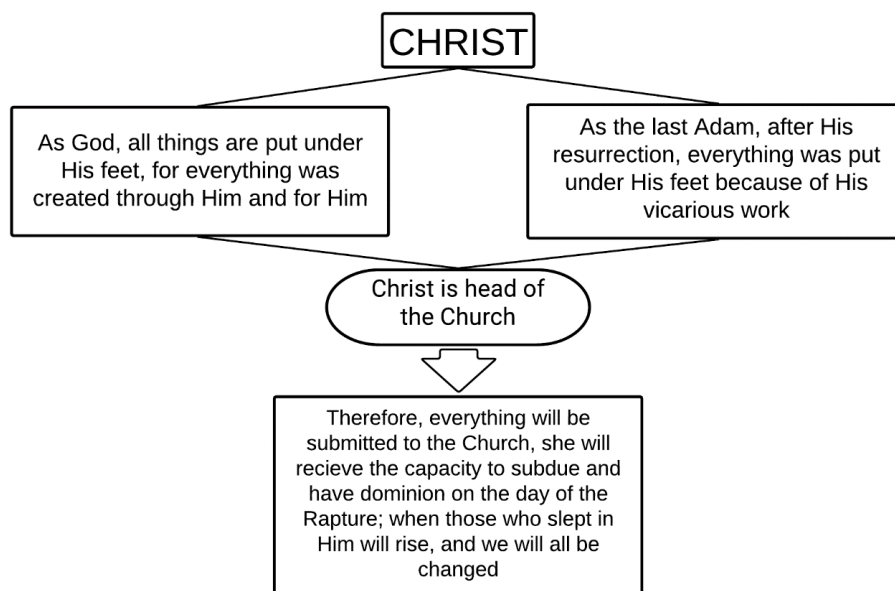 CHRIST
As God, all things are put under
His feet, for everything was
created through Him and for Him
As the last Adam, after His
resurrection, everything was put
under His feet because of His
vicarious work
Christ is head of
the Church
Therefore, everything will be
submitted to the Church, she will
recieve the capacity to subdue and
have dominion on the day of the
Rapture; when those who slept in
Him will rise, and we will all be
changed